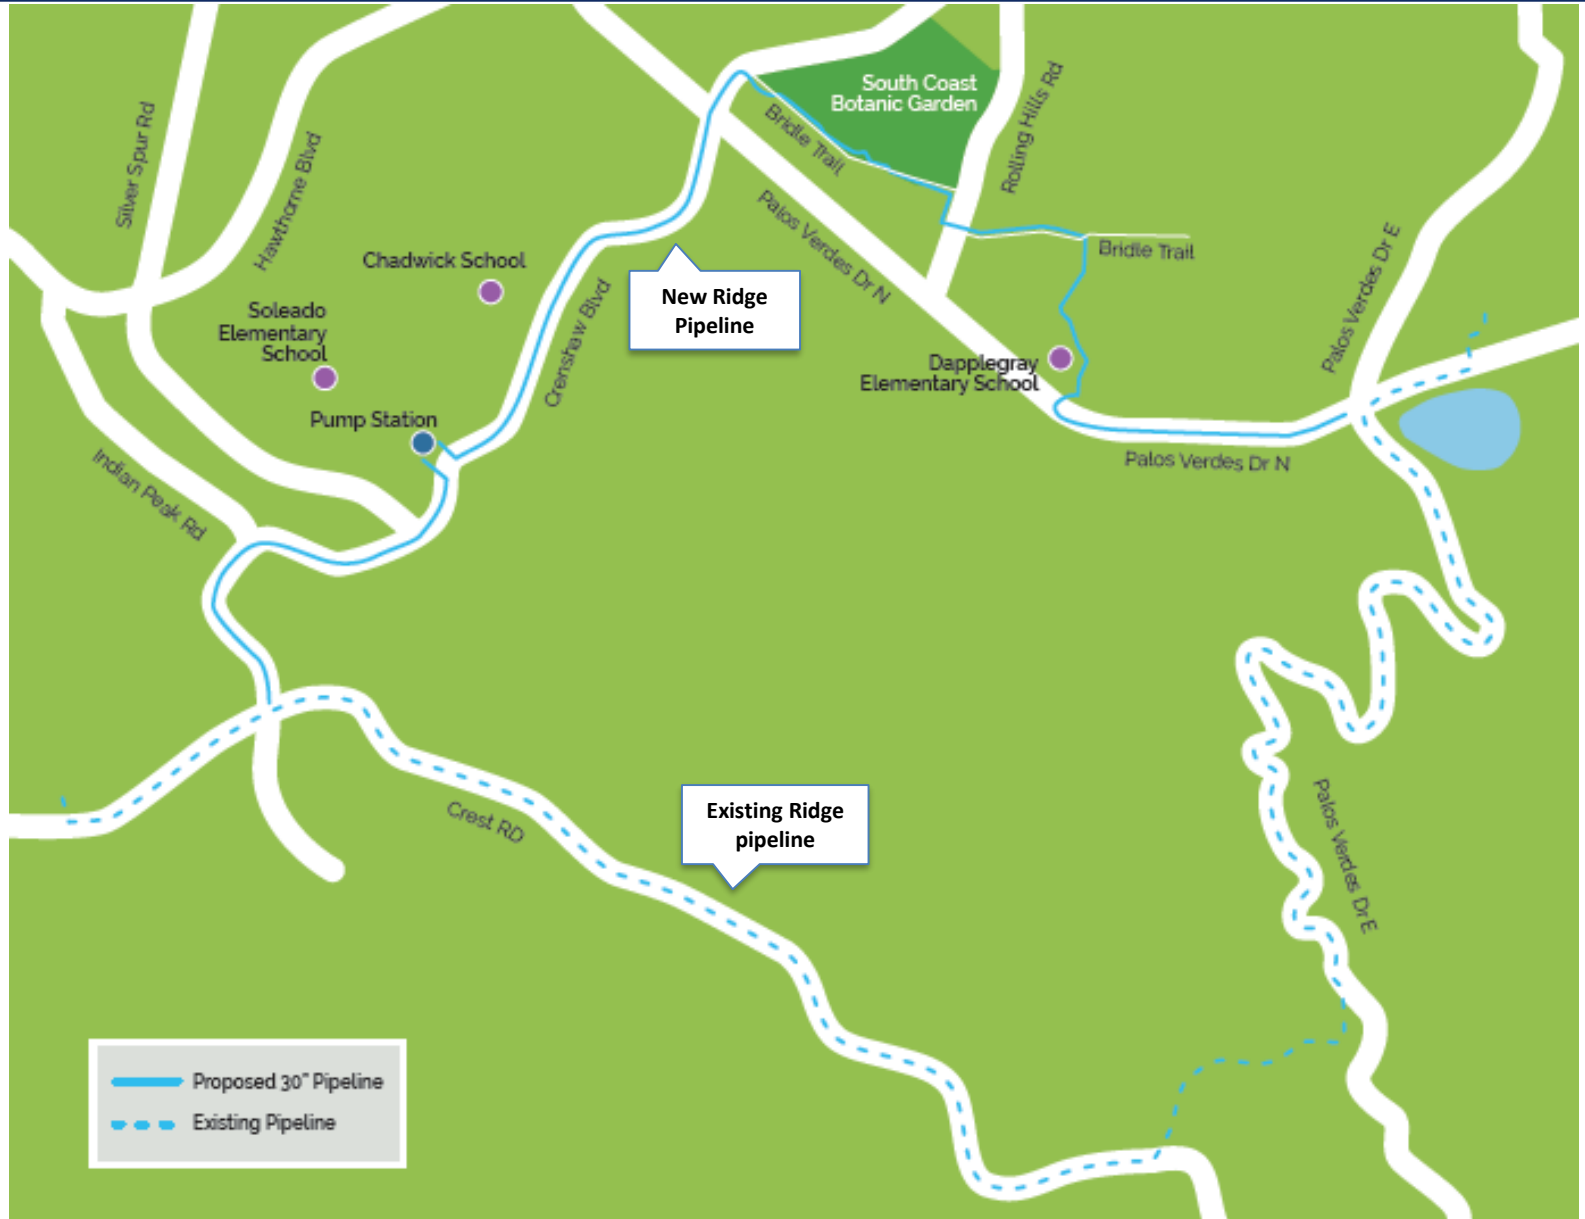 South Coast
Botanic Garden
Silver Spur Rd
Hawthorne Blvd
Bridle Trail
Rolling Hills Rd
Chadwick School
Palos Verdes Dr N
Bridle Trail
Palos Verdes Dr E
New Ridge
Pipeline
Soleado
Elementary
School
Crenshaw Blvd
Dapplegray
Elementary School
Pump Station
Indian Peak Rd
Palos Verdes Dr N
Crest RD
Existing Ridge
pipeline
Palos Verdes Dr E
Proposed 30" Pipeline
Existing Pipeline